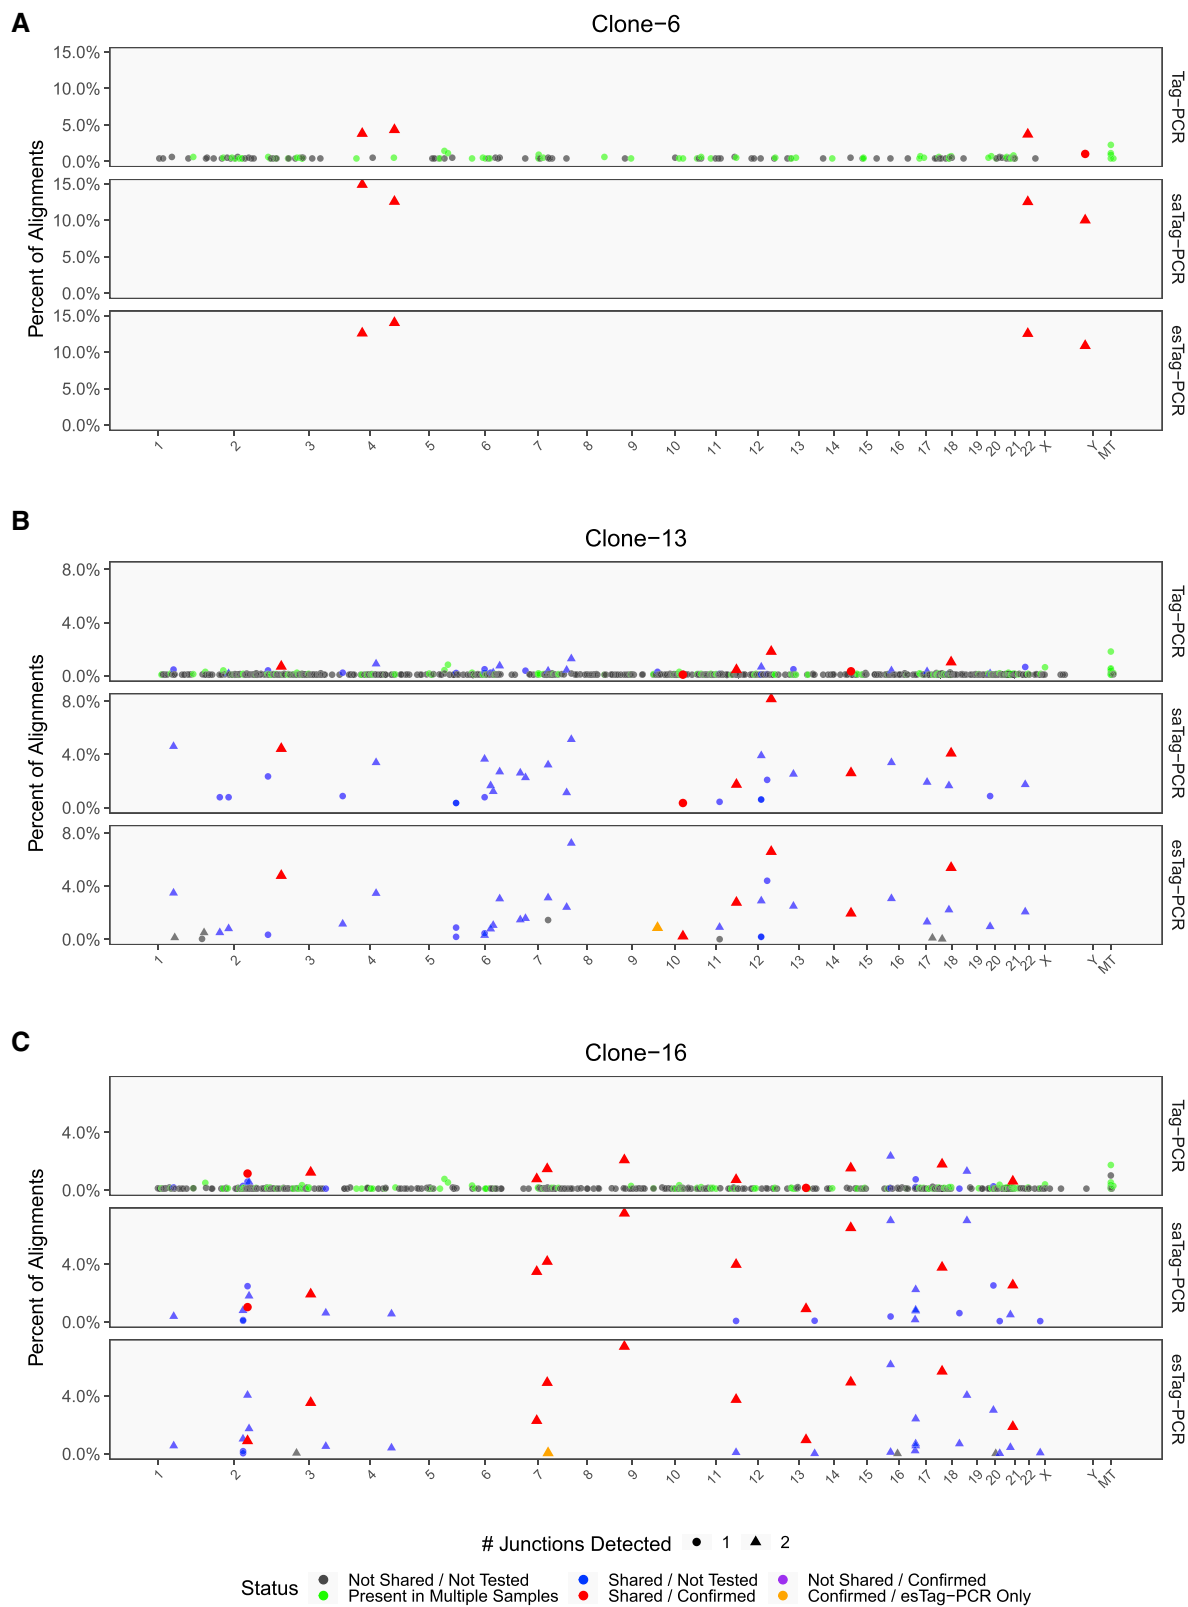 A
Clone−6
Percent of Alignments
15.0%
10.0%
5.0%
0.0%
Tag−PCR
15.0%
10.0%
5.0%
0.0%
saTag−PCR
15.0%
10.0%
5.0%
0.0%
esTag−PCR
1 2 3 4 5 6 7 8 9 10 11 12 13 14 15 16 17 18 19 20 21 22 X Y MT
B
Clone−13
Percent of Alignments
8.0%
4.0%
0.0%
Tag−PCR
8.0%
4.0%
0.0%
saTag−PCR
8.0%
4.0%
0.0%
esTag−PCR
1 2 3 4 5 6 7 8 9 10 11 12 13 14 15 16 17 18 19 20 21 22 X Y MT
C
Clone−16
Percent of Alignments
4.0%
0.0%
Tag−PCR
4.0%
0.0%
saTag−PCR
4.0%
0.0%
esTag−PCR
1 2 3 4 5 6 7 8 9 10 11 12 13 14 15 16 17 18 19 20 21 22 X Y MT
# Junctions Detected 1 2
Status
Not Shared / Not Tested
Present in Multiple Samples
Shared / Not Tested
Shared / Confirmed
Not Shared / Confirmed
Confirmed / esTag−PCR Only